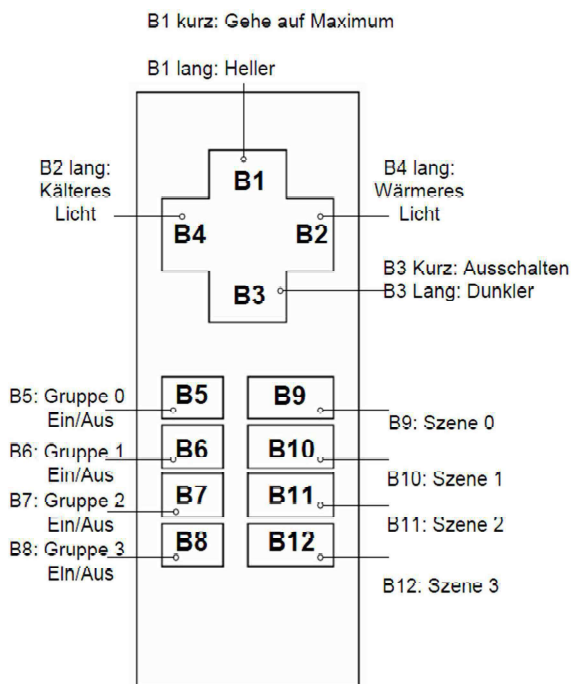 B1 kurz: Gehe auf Maximum
B1 lang: Heller
B2 lang:
Kälteres
Licht
B4 lang:
Wärmeres
Licht
B1
B4
B2
B3
B3 Kurz: Ausschalten
B3 Lang: Dunkler
B5: Gruppe 0
Ein/Aus
B5
B9
B9: Szene 0
B6: Gruppe 1
Ein/Aus
B6
B10
B10: Szene 1
B7: Gruppe 2
Ein/Aus
B7
B11
B11: Szene 2
B8: Gruppe 3
Ein/Aus
B8
B12
B12: Szene 3